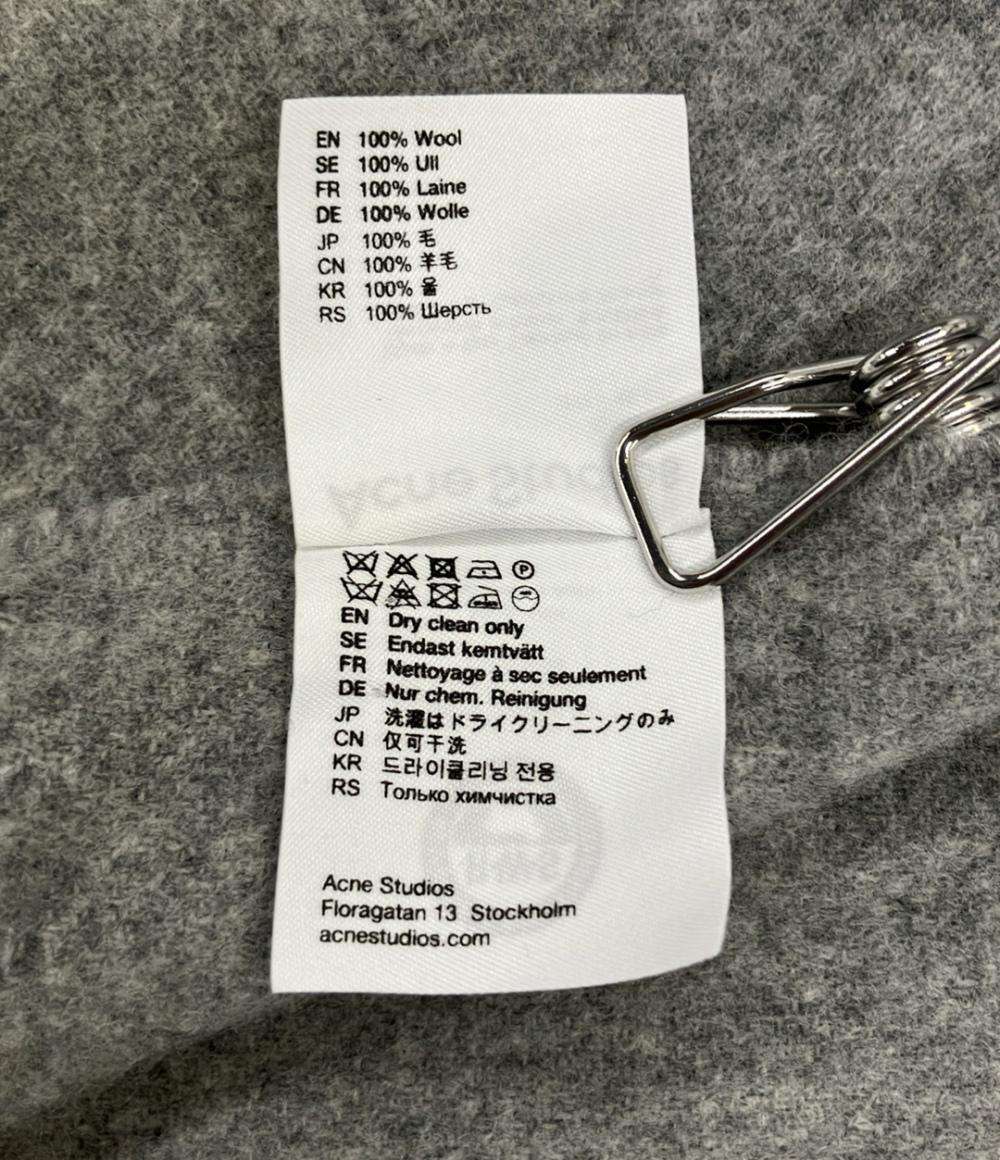 EN 100% Wool
SE 100% Ull
FR 100% Laine
DE 100% Wolle
JP 100% 毛
CN 100% 羊毛
KR 100% 울
RS 100% Шерсть
EN Dry clean only
SE Endast kemtvätt
FR Nettoyage à sec seulement
DE Nur chem. Reinigung
JP 洗濯はドライクリーニングのみ
CN 仅可干洗
KR 드라이클리닝 전용
RS Только химчистка
Acne Studios
Floragatan 13 Stockholm
acnestudios.com